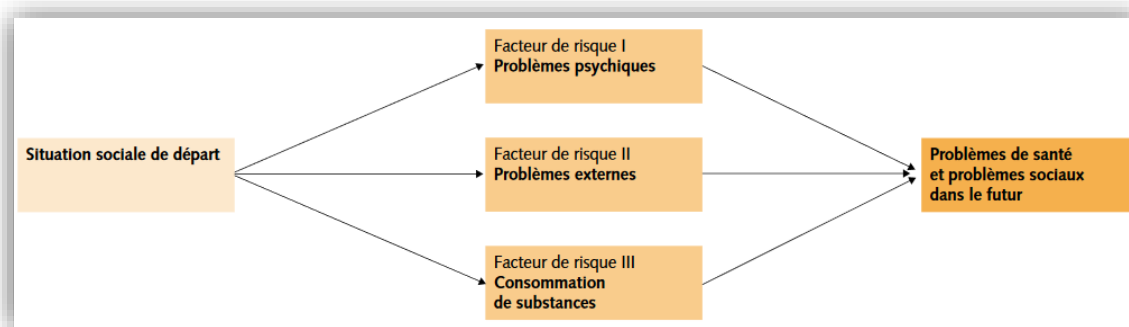 Facteur de risque I
Problèmes psychiques
Situation sociale de départ
Facteur de risque II
Problèmes externes
Problèmes de santé
et problèmes sociaux
dans le futur
Facteur de risque III
Consommation
de substances